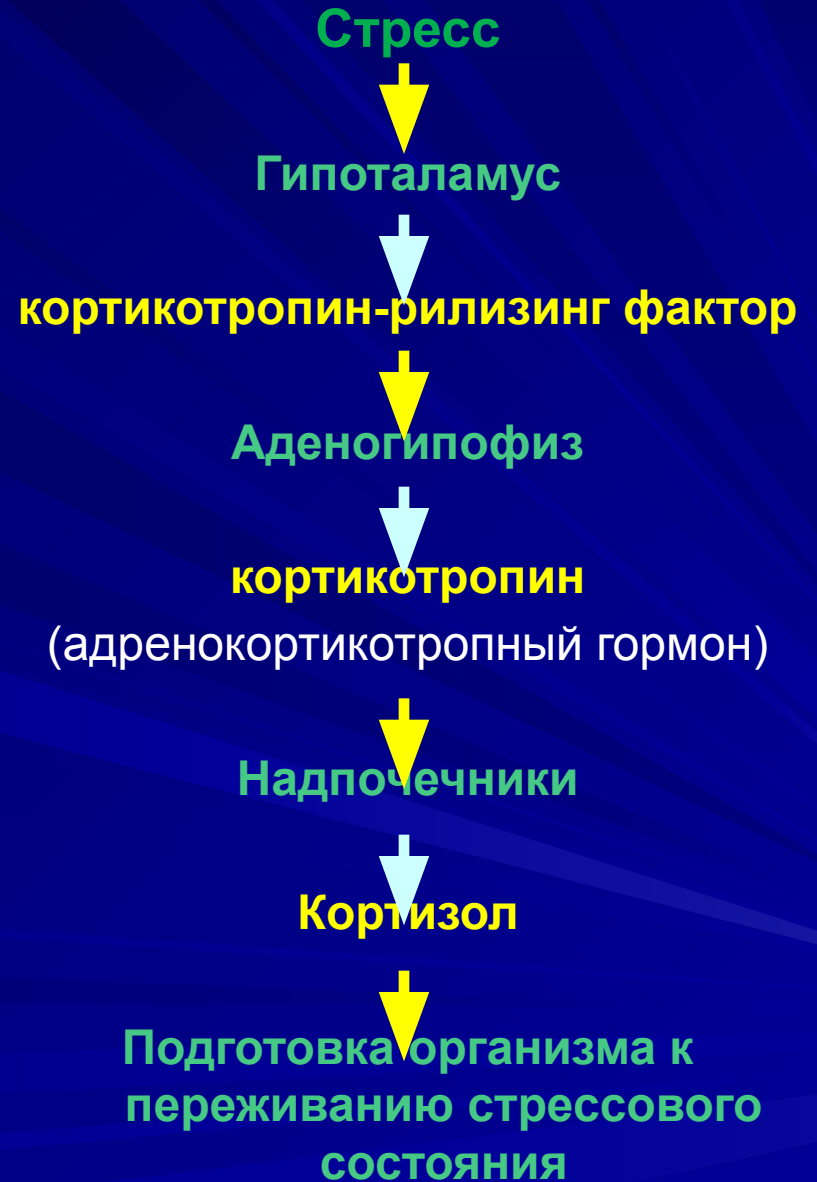 Стресс
Гипоталамус
кортикотропин-рилизинг фактор
Аденогипофиз
кортикотропин
(адренокортикотропный гормон)
Надпочечники
Кортизол
Подготовка организма к
переживанию стрессового
состояния